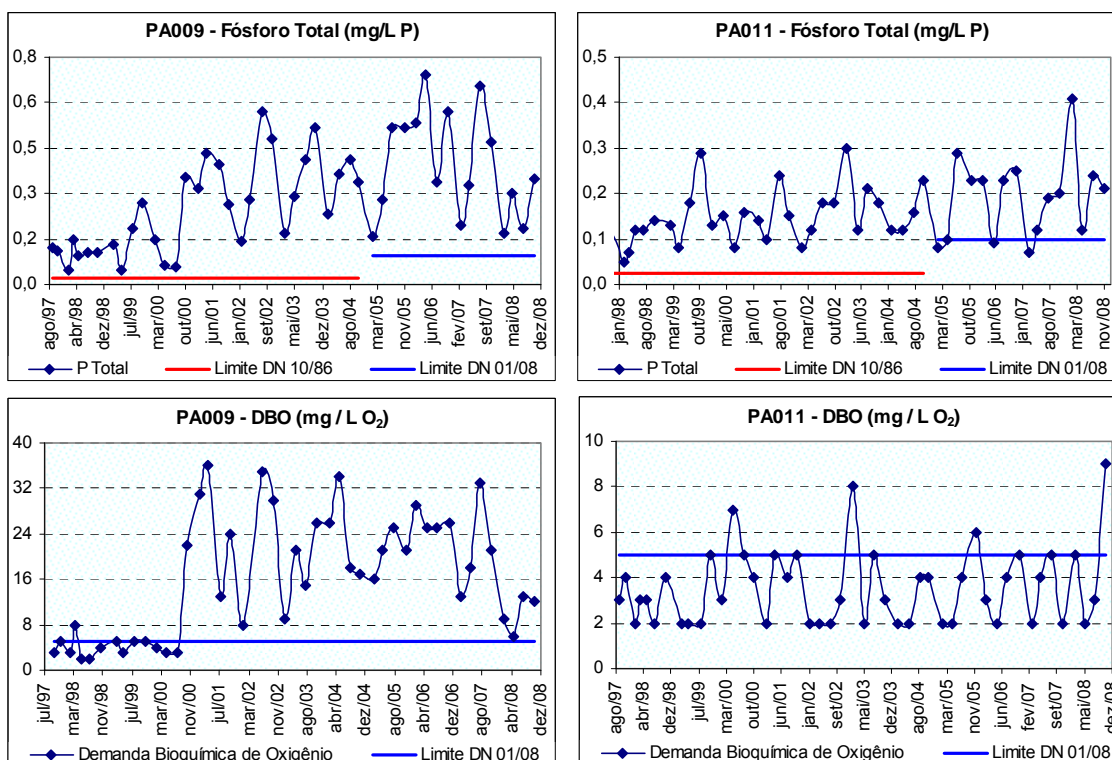 PA009 - Fósforo Total (mg/L P)
0,8
0,6
0,5
0,3
0,2
0,0
ago/97
abr/98
dez/98
jul/99
mar/00
out/00
jun/01
jan/02
set/02
mai/03
dez/03
ago/04
mar/05
nov/05
jun/06
fev/07
set/07
mai/08
dez/08
P Total
Limite DN 10/86
Limite DN 01/08
PA011 - Fósforo Total (mg/L P)
0,5
0,4
0,3
0,2
0,1
0,0
jan/98
ago/98
mar/99
out/99
mai/00
jan/01
ago/01
mar/02
out/02
mai/03
jan/04
ago/04
mar/05
out/05
mai/06
jan/07
ago/07
mar/08
nov/08
P Total
Limite DN 10/86
Limite DN 01/08
PA009 - DBO (mg / L O₂)
40
32
24
16
8
0
jul/97
mar/98
nov/98
jul/99
mar/00
nov/00
jul/01
mar/02
nov/02
ago/03
abr/04
dez/04
ago/05
abr/06
dez/06
ago/07
abr/08
dez/08
Demanda Bioquímica de Oxigênio
Limite DN 01/08
PA011 - DBO (mg / L O₂)
10
8
6
4
2
0
ago/97
abr/98
dez/98
jul/99
mar/00
out/00
jun/01
jan/02
set/02
mai/03
dez/03
ago/04
mar/05
nov/05
jun/06
fev/07
set/07
mai/08
dez/08
Demanda Bioquímica de Oxigênio
Limite DN 01/08